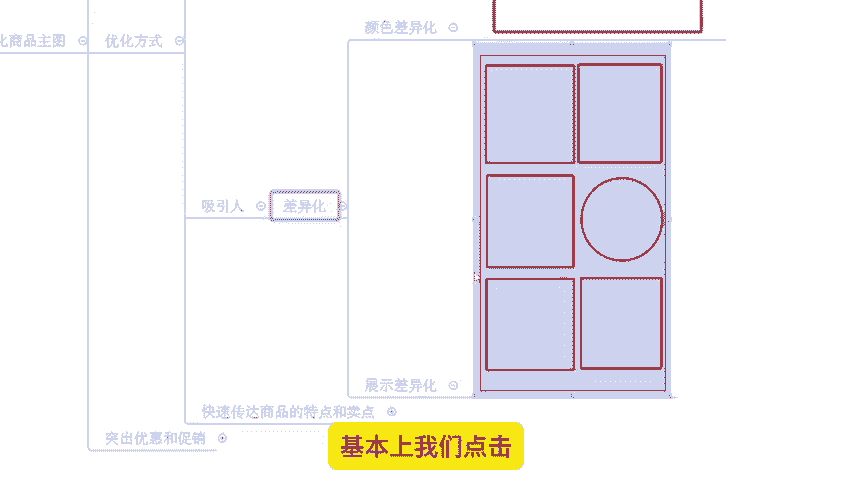 颜色差异化
化商品主图
优化方式
吸引人
差异化
展示差异化
快速传达商品的特点和卖点
突出优惠和促销
基本上我们点击